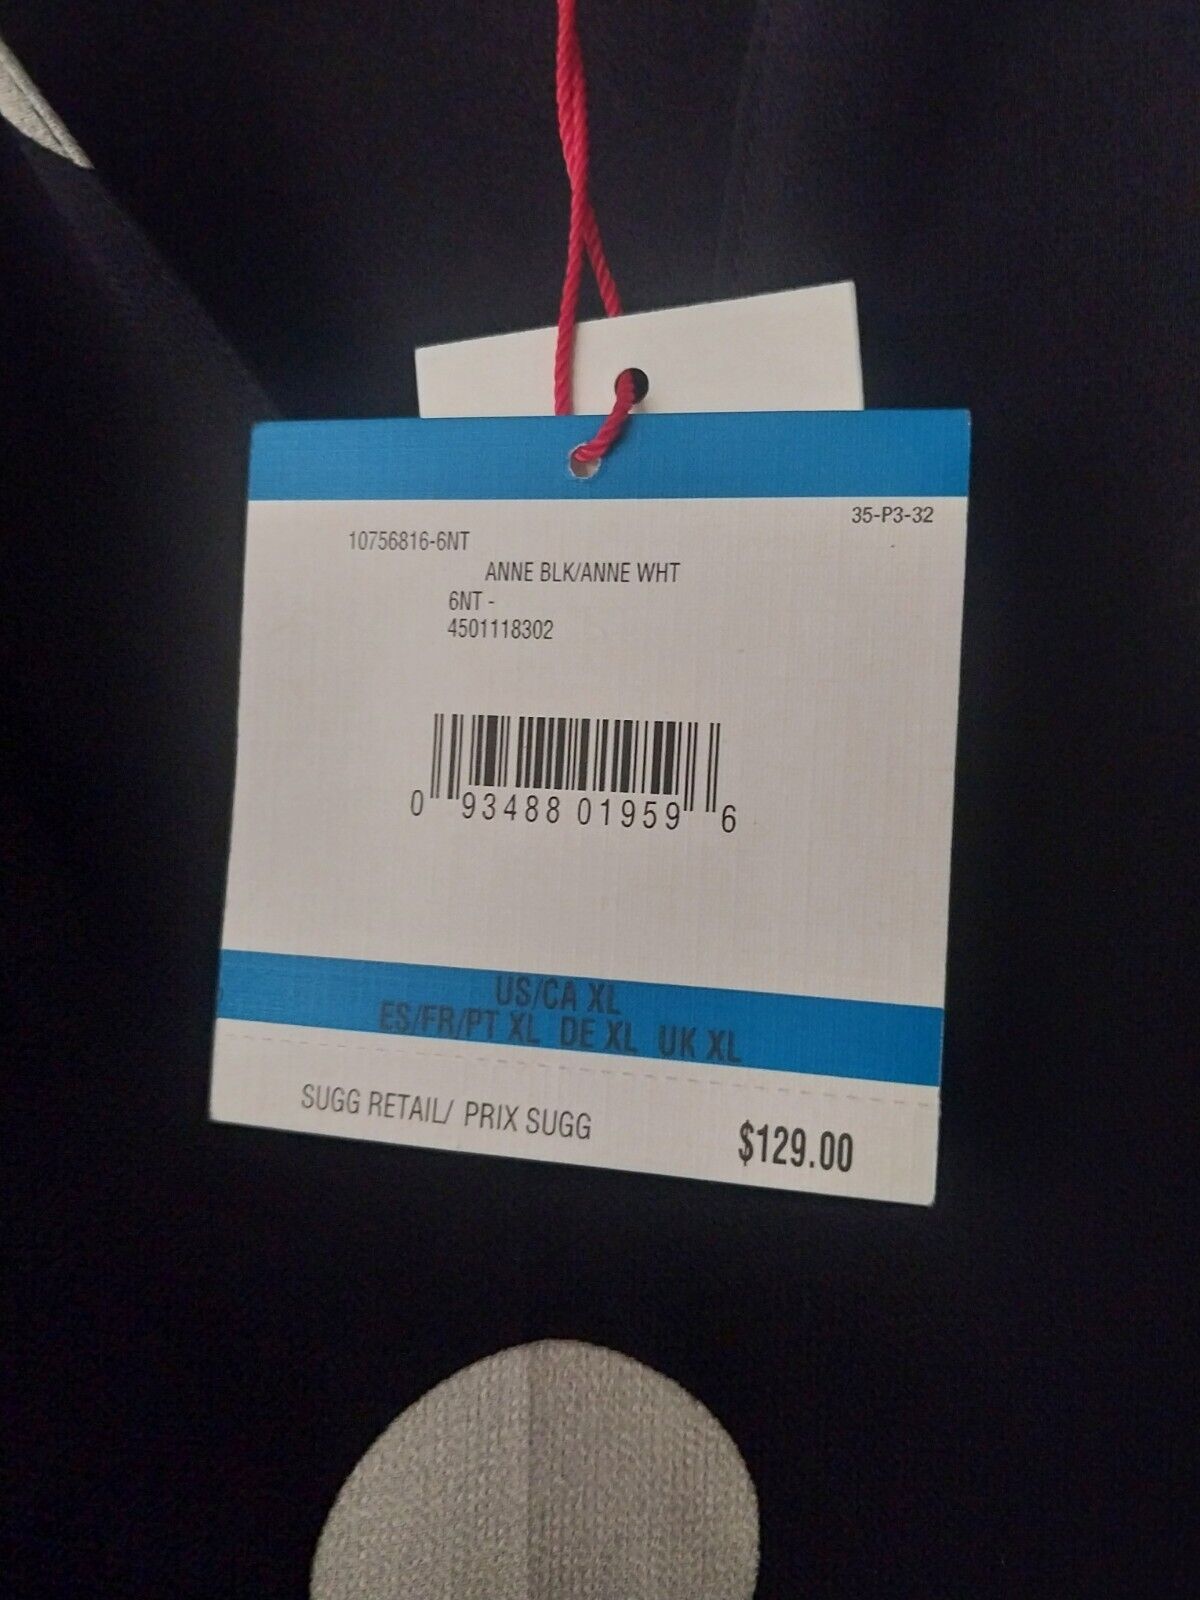 35-P3-32
10756816-6NT
ANNE BLK/ANNE WHT
6NT -
4501118302
0 93488 01959 6
US/CA XL
ES/FR/PT XL DE XL UK XL
SUGG RETAIL/ PRIX SUGG $129.00